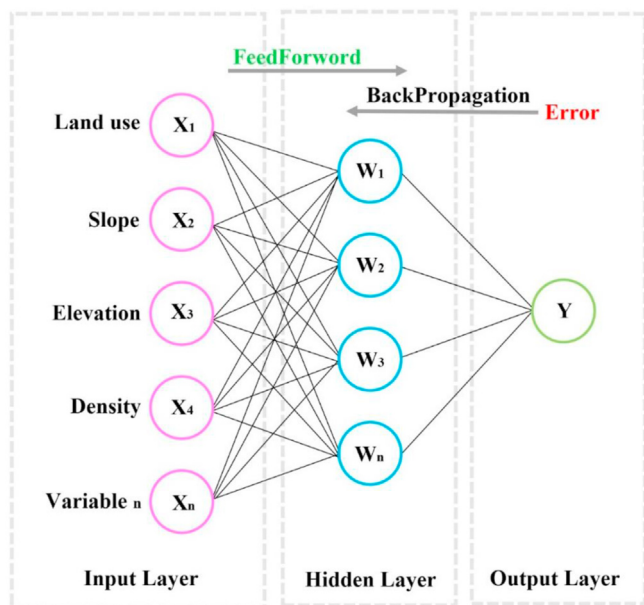 FeedForword
BackPropagation
Error
Land use X1
W1
Slope X2
W2
Elevation X3
Y
W3
Density X4
Wn
Variable n Xn
Input Layer
Hidden Layer
Output Layer